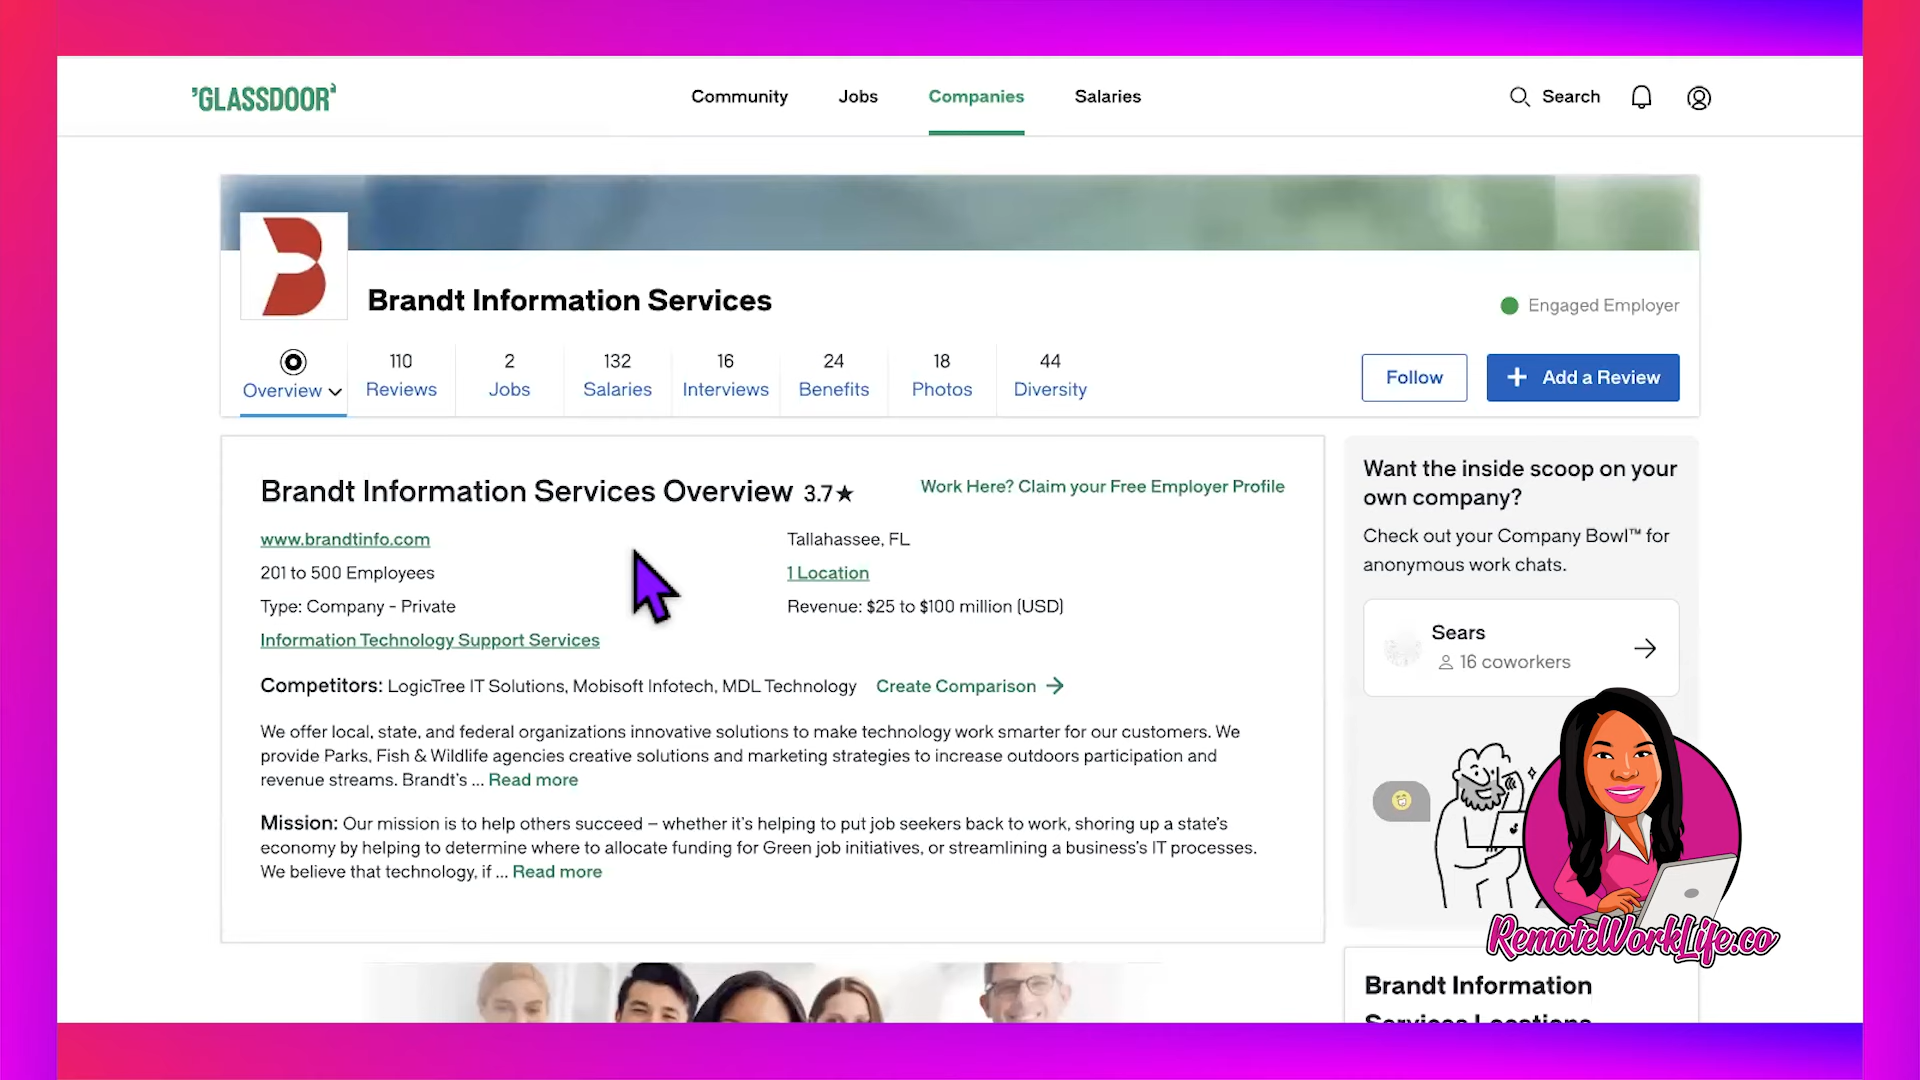 GLASSDOOR
Community
Jobs
Companies
Salaries
Search
Brandt Information Services
Engaged Employer
Overview
110
Reviews
2
Jobs
132
Salaries
16
Interviews
24
Benefits
18
Photos
44
Diversity
Follow
+ Add a Review
Brandt Information Services Overview 3.7★
Work Here? Claim your Free Employer Profile
www.brandtinfo.com
Tallahassee, FL
201 to 500 Employees
1 Location
Type: Company - Private
Revenue: $25 to $100 million (USD)
Information Technology Support Services
Competitors: LogicTree IT Solutions, Mobisoft Infotech, MDL Technology
Create Comparison
We offer local, state, and federal organizations innovative solutions to make technology work smarter for our customers. We
provide Parks, Fish & Wildlife agencies creative solutions and marketing strategies to increase outdoors participation and
revenue streams. Brandt's ... Read more
Mission: Our mission is to help others succeed – whether it's helping to put job seekers back to work, shoring up a state's
economy by helping to determine where to allocate funding for Green job initiatives, or streamlining a business's IT processes.
We believe that technology, if ... Read more
Want the inside scoop on your
own company?
Check out your Company Bowl™ for
anonymous work chats.
Sears
16 coworkers
RemoteWorkLife.co
Brandt Information
Services Locations